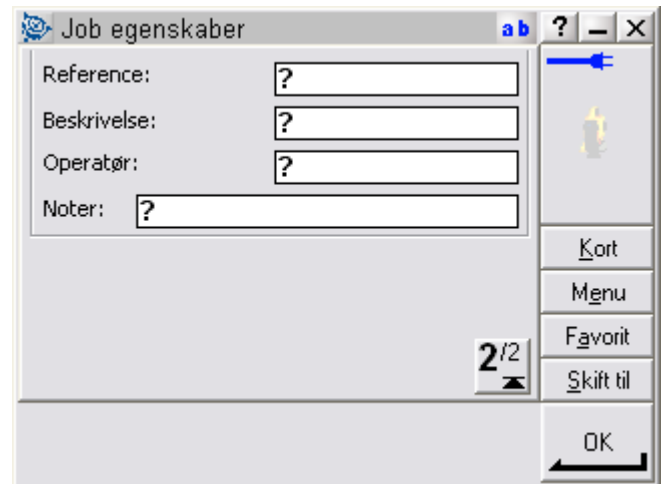 Job egenskaber
ab
?
Reference:
?
Beskrivelse:
?
Operatør:
?
Noter:
?
2/2
Kort
Menu
Favorit
Skift til
OK